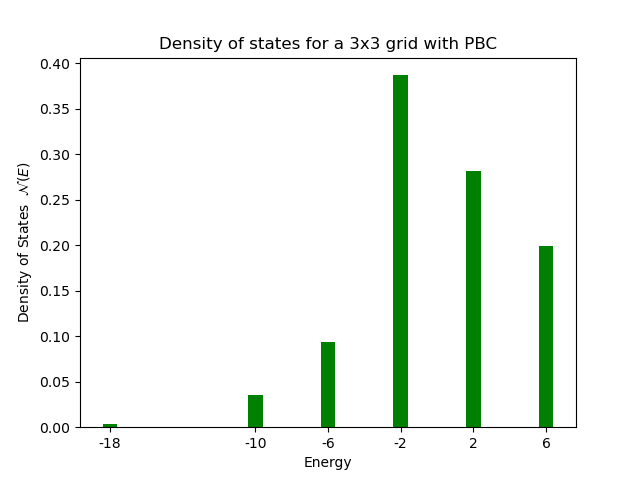 Density of states for a 3x3 grid with PBC
0.40
0.35
0.30
0.25
0.20
0.15
0.10
0.05
0.00
Density of States 𝒩(E)
-18 -10 -6 -2 2 6
Energy